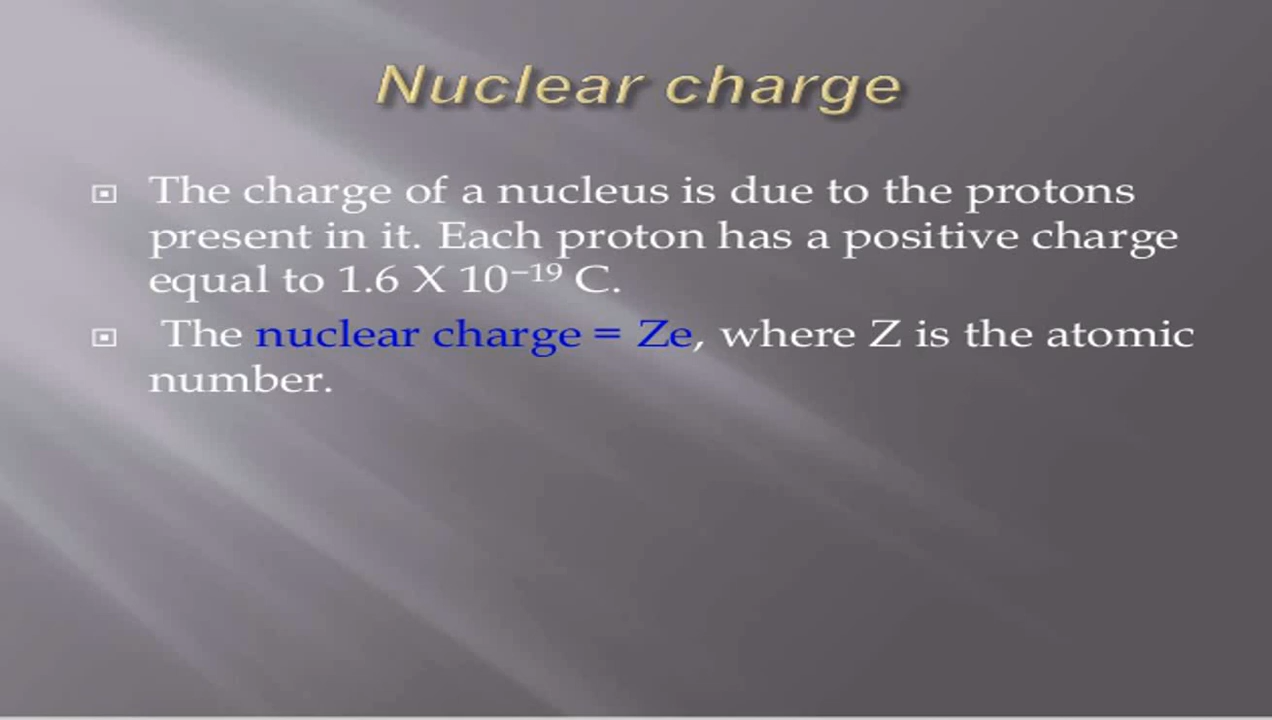 Nuclear charge
The charge of a nucleus is due to the protons
present in it. Each proton has a positive charge
equal to 1.6 X 10⁻¹⁹ C.
The nuclear charge = Ze, where Z is the atomic
number.